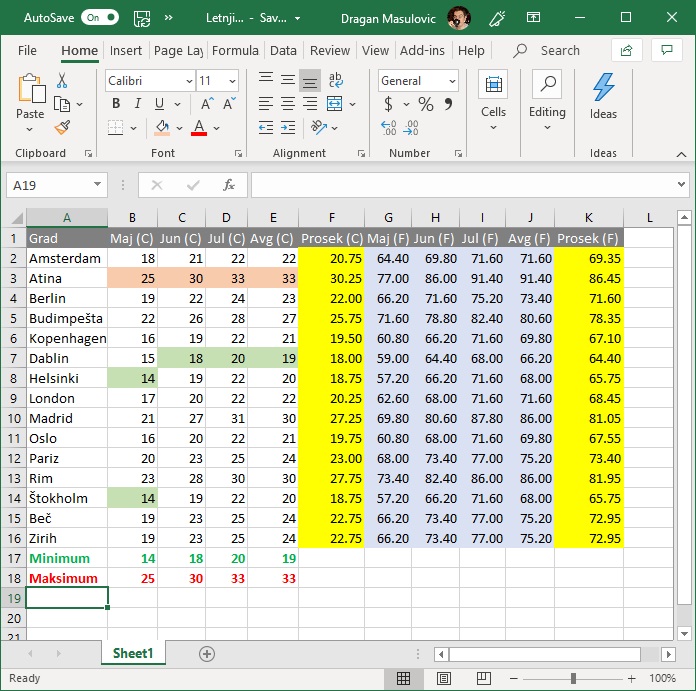 AutoSave On » Letnji... - Sav... Dragan Masulovic
File Home Insert Page Lay Formula Data Review View Add-ins Help Search
Calibri 11 ab General
Paste B I U A A $ % 9 Cells Editing Ideas
Clipboard Font Alignment Number Ideas
A19 fx
A B C D E F G H I J K L
1 Grad Maj (C) Jun (C) Jul (C) Avg (C) Prosek (C) Maj (F) Jun (F) Jul (F) Avg (F) Prosek (F)
2 Amsterdam 18 21 22 22 20.75 64.40 69.80 71.60 71.60 69.35
3 Atina 25 30 33 33 30.25 77.00 86.00 91.40 91.40 86.45
4 Berlin 19 22 24 23 22.00 66.20 71.60 75.20 73.40 71.60
5 Budimpešta 22 26 28 27 25.75 71.60 78.80 82.40 80.60 78.35
6 Kopenhagen 16 19 22 21 19.50 60.80 66.20 71.60 69.80 67.10
7 Dablin 15 18 20 19 18.00 59.00 64.40 68.00 66.20 64.40
8 Helsinki 14 19 22 20 18.75 57.20 66.20 71.60 68.00 65.75
9 London 17 20 22 22 20.25 62.60 68.00 71.60 71.60 68.45
10 Madrid 21 27 31 30 27.25 69.80 80.60 87.80 86.00 81.05
11 Oslo 16 20 22 21 19.75 60.80 68.00 71.60 69.80 67.55
12 Pariz 20 23 25 24 23.00 68.00 73.40 77.00 75.20 73.40
13 Rim 23 28 30 30 27.75 73.40 82.40 86.00 86.00 81.95
14 Štokholm 14 19 22 20 18.75 57.20 66.20 71.60 68.00 65.75
15 Beč 19 23 25 24 22.75 66.20 73.40 77.00 75.20 72.95
16 Zirih 19 23 25 24 22.75 66.20 73.40 77.00 75.20 72.95
17 Minimum 14 18 20 19
18 Maksimum 25 30 33 33
19
20
21
Sheet1
Ready 100%